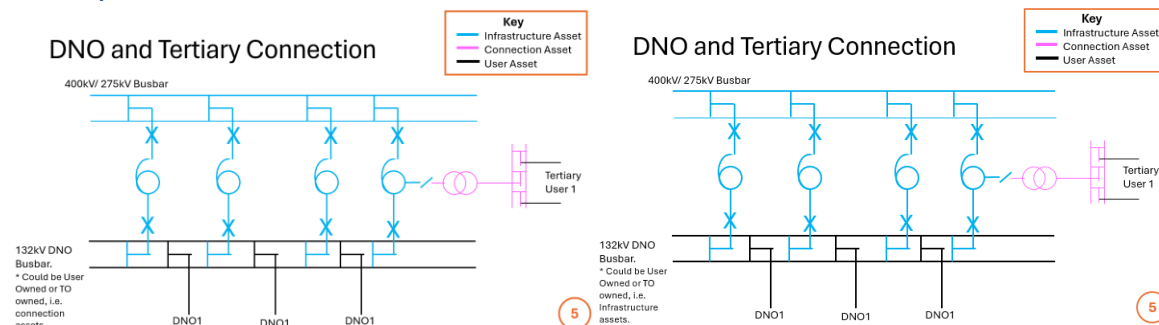 Key
Infrastructure Asset
Connection Asset
User Asset
DNO and Tertiary Connection
400kV/ 275kV Busbar
Tertiary
User 1
132kV DNO
Busbar.
* Could be User
Owned or TO
owned, i.e.
connection
assets
DNO1
DNO1
DNO1
5
Key
Infrastructure Asset
Connection Asset
User Asset
DNO and Tertiary Connection
400kV/ 275kV Busbar
Tertiary
User 1
132kV DNO
Busbar.
* Could be User
Owned or TO
owned, i.e.
Infrastructure
assets.
DNO1
DNO1
DNO1
5